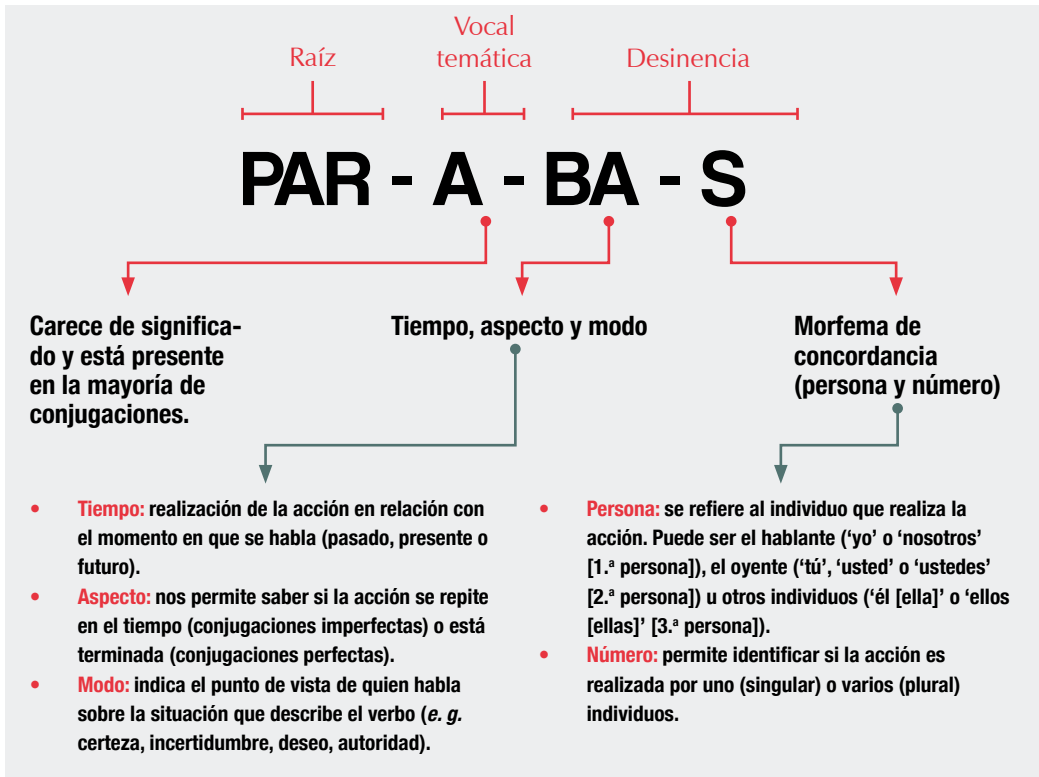 Raíz
Vocal
temática
Desinencia
PAR - A - BA - S
Carece de significa-
do y está presente
en la mayoría de
conjugaciones.
Tiempo, aspecto y modo
Morfema de
concordancia
(persona y número)
• Tiempo: realización de la acción en relación con
el momento en que se habla (pasado, presente o
futuro).
• Aspecto: nos permite saber si la acción se repite
en el tiempo (conjugaciones imperfectas) o está
terminada (conjugaciones perfectas).
• Modo: indica el punto de vista de quien habla
sobre la situación que describe el verbo (e. g.
certeza, incertidumbre, deseo, autoridad).
• Persona: se refiere al individuo que realiza la
acción. Puede ser el hablante (‘yo’ o ‘nosotros’
[1.ª persona]), el oyente (‘tú’, ‘usted’ o ‘ustedes’
[2.ª persona]) u otros individuos (‘él [ella]’ o ‘ellos
[ellas]’ [3.ª persona]).
• Número: permite identificar si la acción es
realizada por uno (singular) o varios (plural)
individuos.